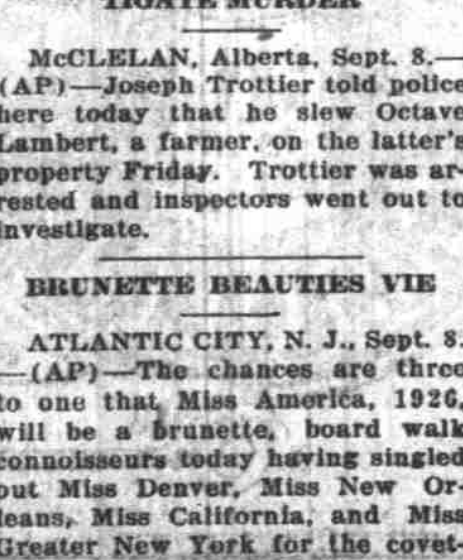 TIGATE MURDER
McCLELAN, Alberta, Sept. 8.—
(AP)—Joseph Trottier told police
here today that he slew Octave
Lambert, a farmer, on the latter's
property Friday. Trottier was ar-
rested and inspectors went out to
investigate.
BRUNETTE BEAUTIES VIE
ATLANTIC CITY, N. J., Sept. 8.
—(AP)—The chances are three
to one that Miss America, 1926,
will be a brunette, board walk
connoisseurs today having singled
out Miss Denver, Miss New Or-
leans, Miss California, and Miss
Greater New York for the covet-